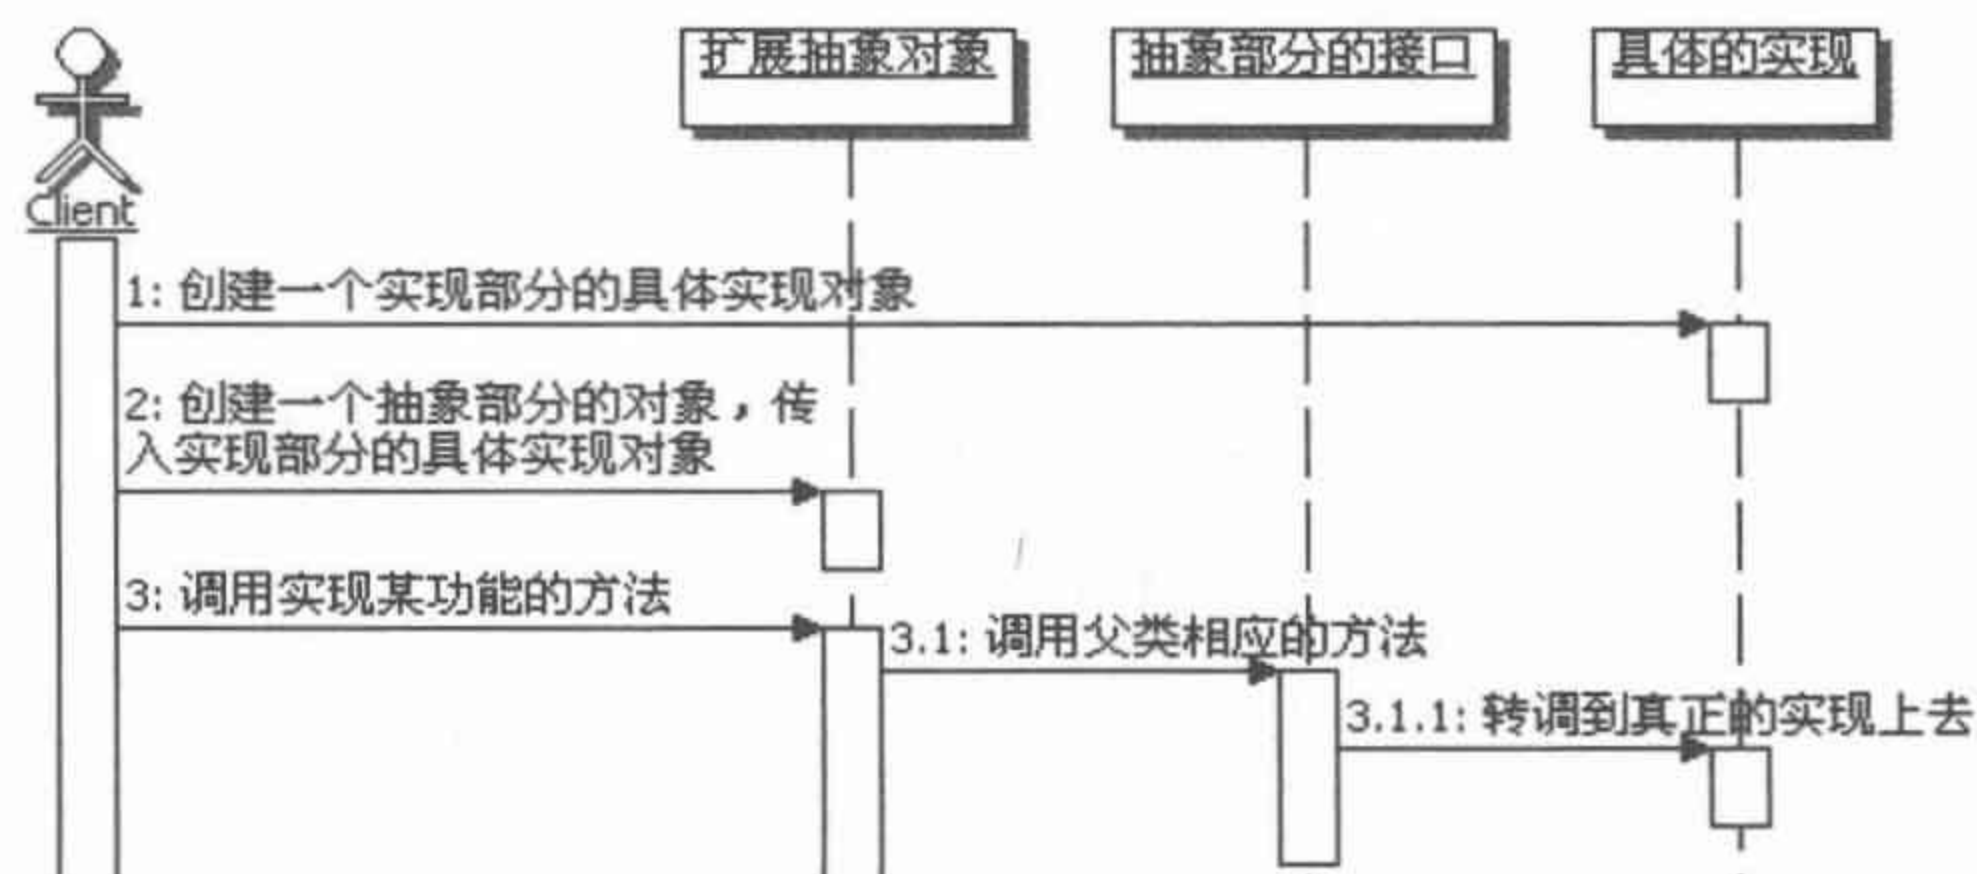 扩展抽象对象
抽象部分的接口
具体的实现
Client
1: 创建一个实现部分的具体实现对象
2: 创建一个抽象部分的对象，传
入实现部分的具体实现对象
3: 调用实现某功能的方法
3.1: 调用父类相应的方法
3.1.1: 转调到真正的实现上去